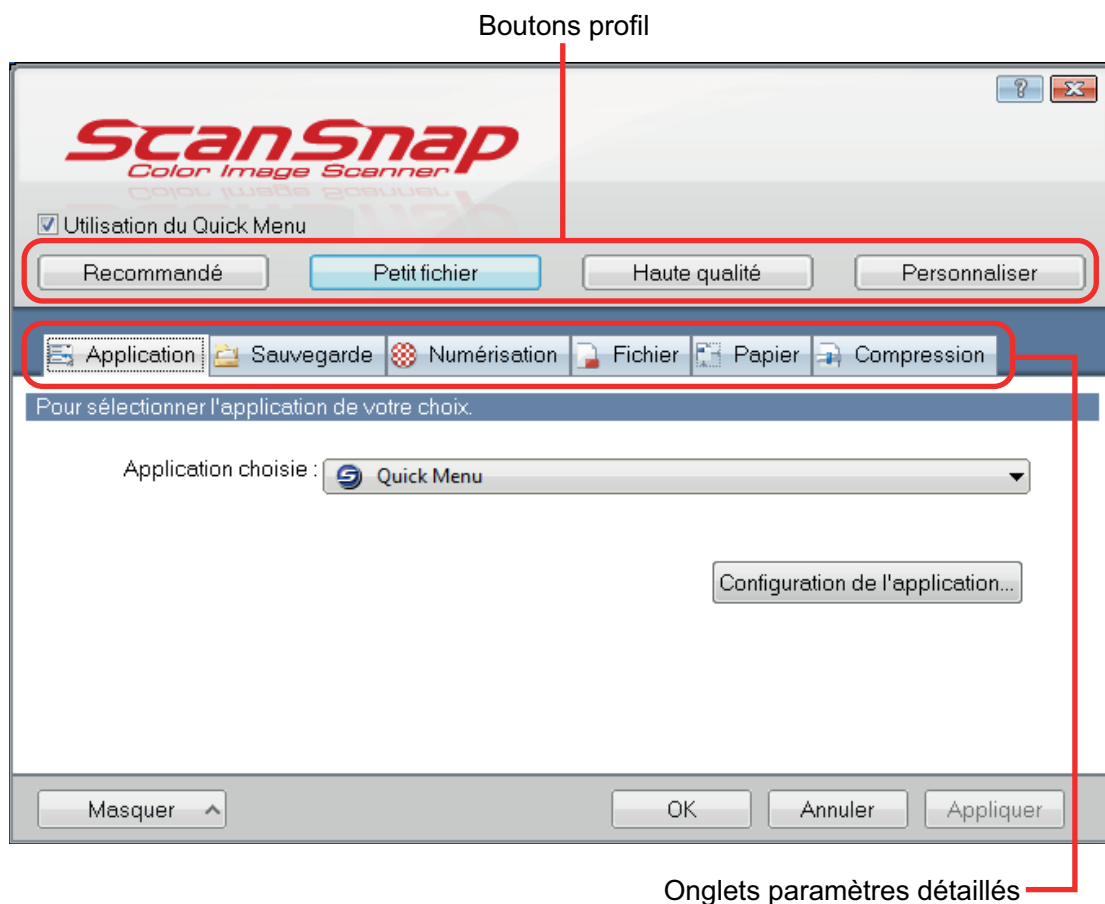 Boutons profil
ScanSnap
Color Image Scanner
Utilisation du Quick Menu
Recommandé Petit fichier Haute qualité Personnaliser
Application Sauvegarde Numérisation Fichier Papier Compression
Pour sélectionner l'application de votre choix.
Application choisie : Quick Menu
Configuration de l'application...
Masquer OK Annuler Appliquer
Onglets paramètres détaillés